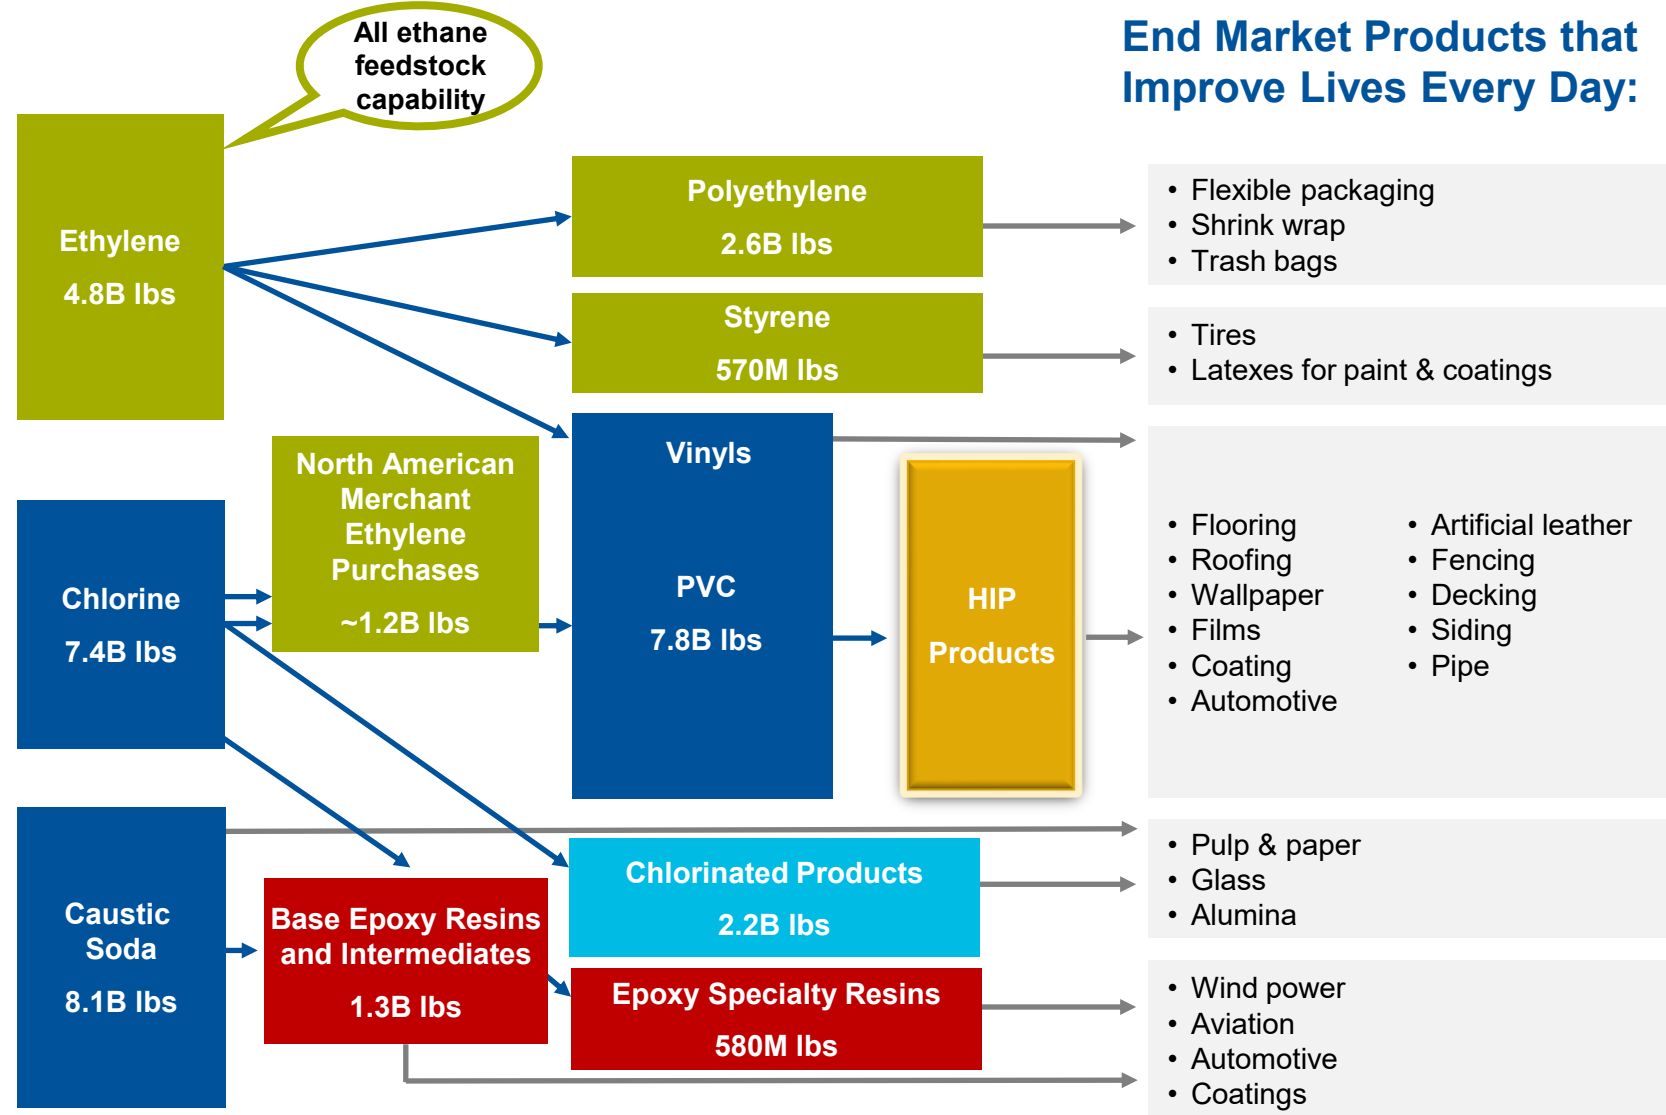 All ethane
feedstock
capability
End Market Products that
Improve Lives Every Day:
Ethylene
4.8B lbs
Polyethylene
2.6B lbs
• Flexible packaging
• Shrink wrap
• Trash bags
Styrene
570M lbs
• Tires
• Latexes for paint & coatings
North American
Merchant
Ethylene
Purchases
~1.2B lbs
Vinyls
PVC
7.8B lbs
HIP
Products
• Flooring
• Roofing
• Wallpaper
• Films
• Coating
• Automotive
• Artificial leather
• Fencing
• Decking
• Siding
• Pipe
Chlorine
7.4B lbs
Caustic
Soda
8.1B lbs
Chlorinated Products
2.2B lbs
• Pulp & paper
• Glass
• Alumina
Base Epoxy Resins
and Intermediates
1.3B lbs
Epoxy Specialty Resins
580M lbs
• Wind power
• Aviation
• Automotive
• Coatings